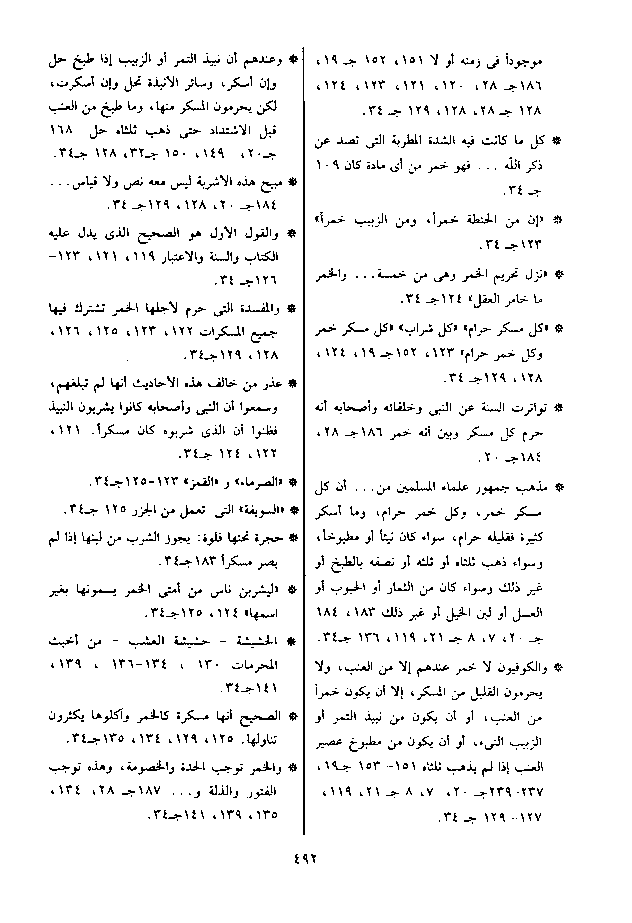 موجوداً فى زمنه أو لا ١٥١، ١٥٢ جـ ١٩،
١٨٦جـ ٢٨، ١٢٠، ١٢١، ١٢٣، ١٢٤،
١٢٨ جـ ٢٨، ١٢٨، ١٢٩ جـ ٣٤.
* كل ما كانت فيه الشدة المطربة التى تصد عن
ذكر الله ... فهو خمر من أى مادة كان ١٠٩
جـ ٣٤.
* «إن من الحنطة خمراً، ومن الزبيب خمراً»
١٢٣جـ ٣٤.
* «نزل تحريم الخمر وهى من خمسة... والخمر
ما خامر العقل» ١٢٤جـ ٣٤.
* «كل مسكر حرام» «كل شراب» «كل مسكر خمر
وكل خمر حرام» ١٢٣، ١٥٢جـ ١٩، ١٢٤،
١٢٨، ١٢٩جـ ٣٤.
* تواترت السنة عن النبى وخلفائه وأصحابه أنه
حرم كل مسكر وبين أنه خمر ١٨٦جـ ٢٨،
١٨٤جـ ٢٠.
* مذهب جمهور علماء المسلمين من... أن كل
مسكر خمر، وكل خمر حرام، وما أسكر
كثيرة فقليله حرام، سواء كان نيئاً أو مطبوخاً،
وسواء ذهب ثلثاه أو ثلثه أو نصفه بالطبخ أو
غير ذلك وسواء كان من الثمار أو الحبوب أو
العسل أو لبن الخيل أو غير ذلك ١٨٣، ١٨٤
جـ ٢٠، ٧، ٨ جـ ٢١، ١١٩، ١٣٦ جـ٣٤.
* والكوفيون لا خمر عندهم إلا من العنب، ولا
يحرمون القليل من المسكر، إلا أن يكون خمراً
من العنب، أو أن يكون من نبيذ التمر أو
الزبيب النىء، أو أن يكون من مطبوخ عصير
العنب إذا لم يذهب ثلثاه ١٥١- ١٥٣ جـ١٩،
٢٣٧-٢٣٩جـ ٢٠، ٧، ٨ جـ ٢١، ١١٩،
١٢٧-١٢٩ جـ ٣٤.
* وعندهم أن نبيذ التمر أو الزبيب إذا طبخ حل
وإن أسكر، وسائر الأنبذة تحل وإن أسكرت،
لكن يحرمون المسكر منها، وما طبخ من العنب
قبل الاشتداد حتى ذهب ثلثاه حل ١٦٨
جـ٢٠، ١٤٩، ١٥٠ جـ٣٢، ١٢٨ جـ٣٤.
* مبيح هذه الأشربة ليس معه نص ولا قياس...
١٨٤جـ ٢٠، ١٢٨، ١٢٩جـ ٣٤.
* والقول الأول هو الصحيح الذى يدل عليه
الكتاب والسنة والاعتبار ١١٩، ١٢١، ١٢٣-
١٢٦جـ ٣٤.
* والمفسدة التى حرم لأجلها الخمر تشترك فيها
جميع المسكرات ١٢٢، ١٢٣، ١٢٥، ١٢٦،
١٢٨، ١٢٩جـ٣٤.
* عذر من خالف هذه الأحاديث أنها لم تبلغهم،
وسمعوا أن النبى وأصحابه كانوا يشربون النبيذ
فظنوا أن الذى شربوه كان مسكراً. ١٢١،
١٢٢، ١٢٤ جـ٣٤.
* «الصرماء» و «القمز» ١٢٣-١٢٥جـ٣٤.
* «السويقة» التى تعمل من الجزر ١٢٥ جـ٣٤.
* حجرة تحتها فلوة: يجوز الشرب من لبنها إذا لم
يصر مسكراً ١٨٣جـ٣٤.
* «ليشربن ناس من أمتى الخمر يسمونها بغير
اسمها» ١٢٤، ١٢٥جـ٣٤.
* الحشيشة - حشيشة العشب - من أخبث
المحرمات ١٣٠ ، ١٣٤-١٣٦ ، ١٣٩،
١٤١جـ٣٤.
* الصحيح أنها مسكرة كالخمر وآكلوها يكثرون
تناولها. ١٢٥، ١٢٩، ١٣٤، ١٣٥جـ٣٤.
* والخمر توجب الحدة والخصومة، وهذه توجب
الفتور والذلة و... ١٨٧جـ ٢٨، ١٣٤،
١٣٥، ١٣٩، ١٤١جـ٣٤.
٤٩٢